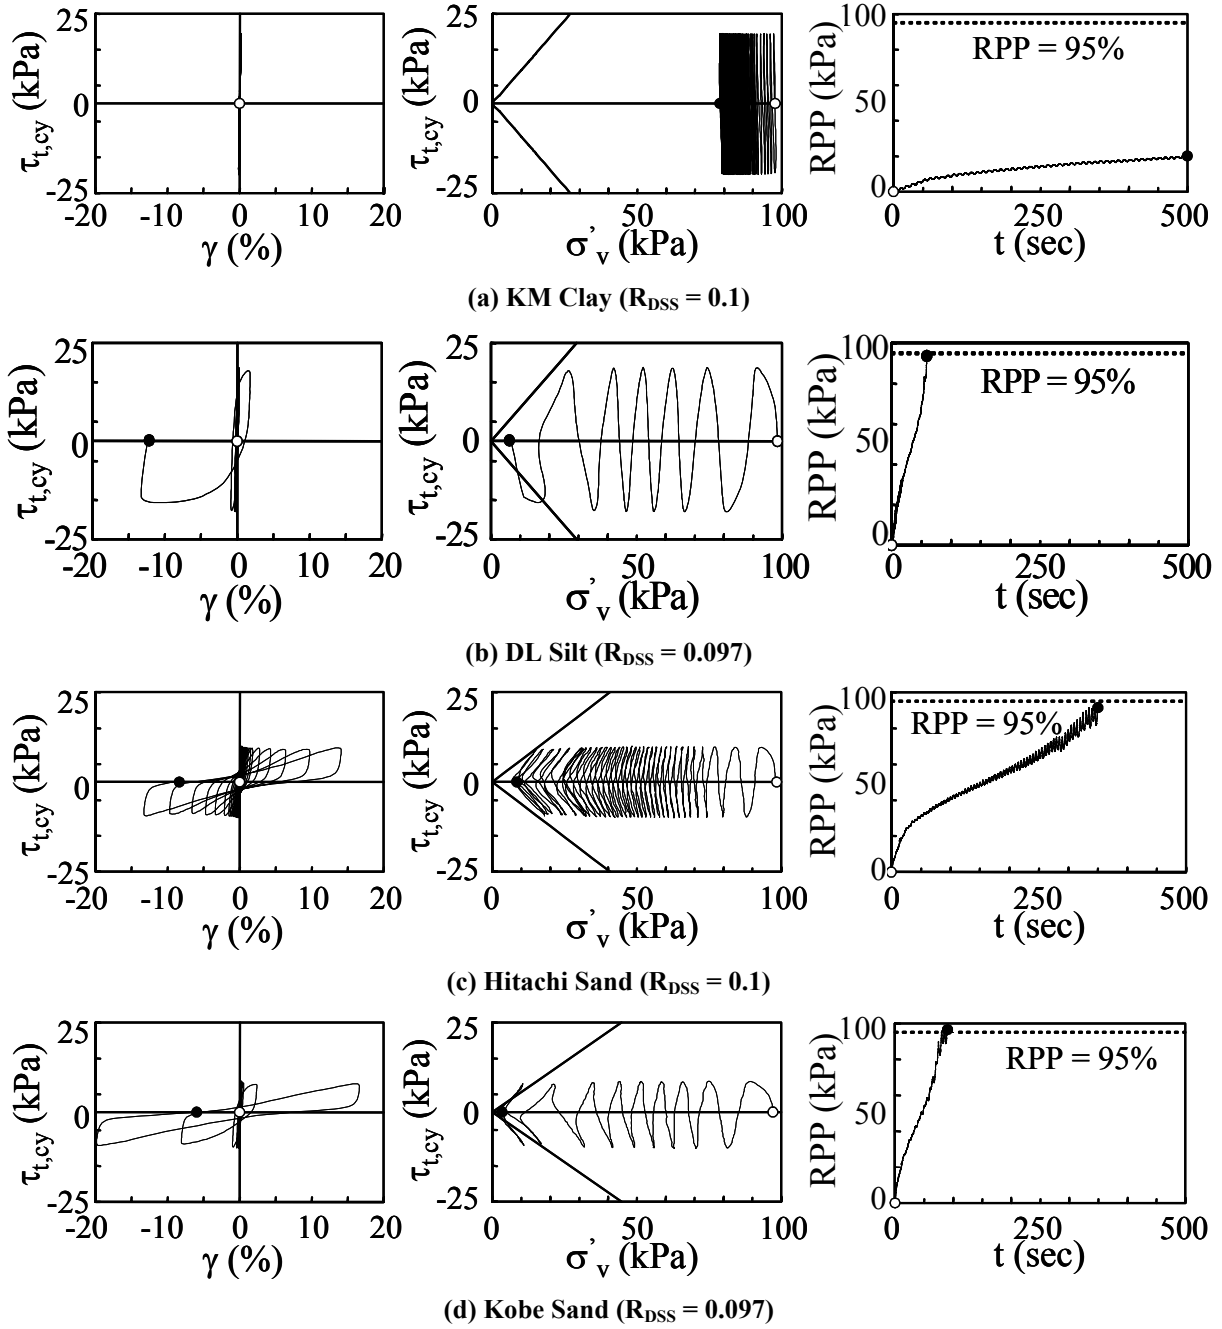 25
0
-25
τt,cy (kPa)
-20 -10 0 10 20
γ (%)
25
0
-25
τt,cy (kPa)
0 50 100
σ'v (kPa)
100
50
0
RPP (kPa)
RPP = 95%
0 250 500
t (sec)
(a) KM Clay (RDSS = 0.1)
25
0
-25
τt,cy (kPa)
-20 -10 0 10 20
γ (%)
25
0
-25
τt,cy (kPa)
0 50 100
σ'v (kPa)
100
50
0
RPP (kPa)
RPP = 95%
0 250 500
t (sec)
(b) DL Silt (RDSS = 0.097)
25
0
-25
τt,cy (kPa)
-20 -10 0 10 20
γ (%)
25
0
-25
τt,cy (kPa)
0 50 100
σ'v (kPa)
100
50
0
RPP (kPa)
RPP = 95%
0 250 500
t (sec)
(c) Hitachi Sand (RDSS = 0.1)
25
0
-25
τt,cy (kPa)
-20 -10 0 10 20
γ (%)
25
0
-25
τt,cy (kPa)
0 50 100
σ'v (kPa)
100
50
0
RPP (kPa)
RPP = 95%
0 250 500
t (sec)
(d) Kobe Sand (RDSS = 0.097)